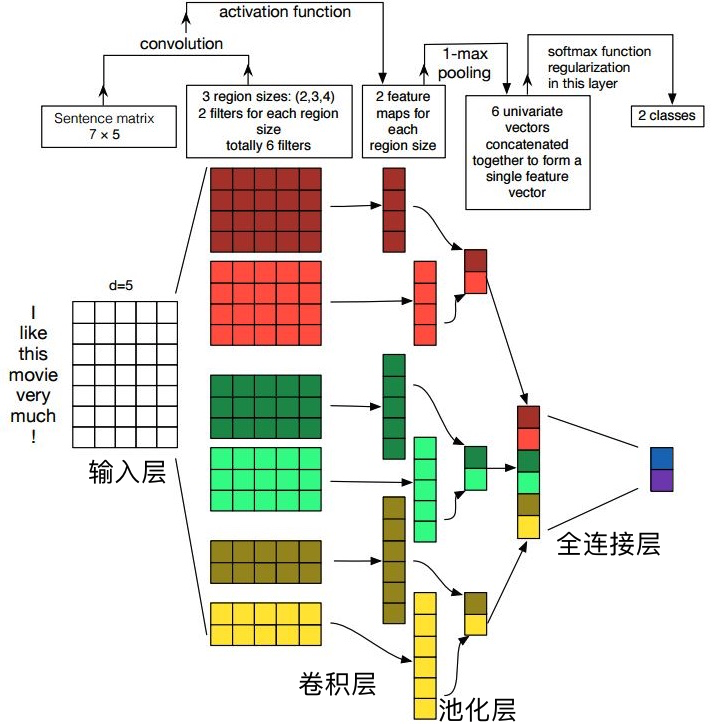 activation function
convolution
1-max
pooling
softmax function
regularization
in this layer
Sentence matrix
7 × 5
3 region sizes: (2,3,4)
2 filters for each region
size
totally 6 filters
2 feature
maps for
each
region size
6 univariate
vectors
concatenated
together to form a
single feature
vector
2 classes
d=5
I
like
this
movie
very
much
!
输入层
全连接层
卷积层
池化层